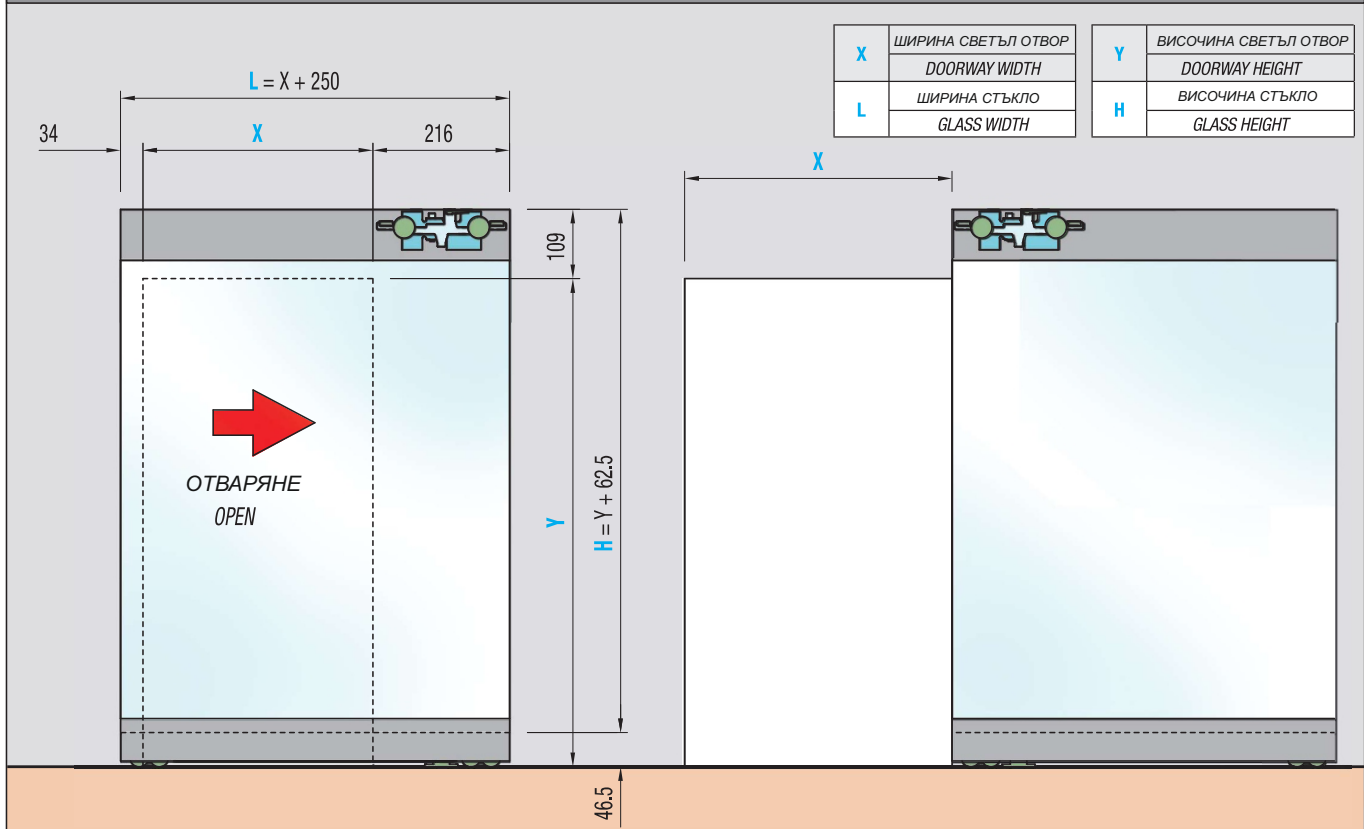 X
ШИРИНА СВЕТЪЛ ОТВОР
DOORWAY WIDTH
L
ШИРИНА СТЪКЛО
GLASS WIDTH
Y
ВИСОЧИНА СВЕТЪЛ ОТВОР
DOORWAY HEIGHT
H
ВИСОЧИНА СТЪКЛО
GLASS HEIGHT
L = X + 250
34
X
216
X
109
ОТВАРЯНЕ
OPEN
Y
H = Y + 62.5
46.5